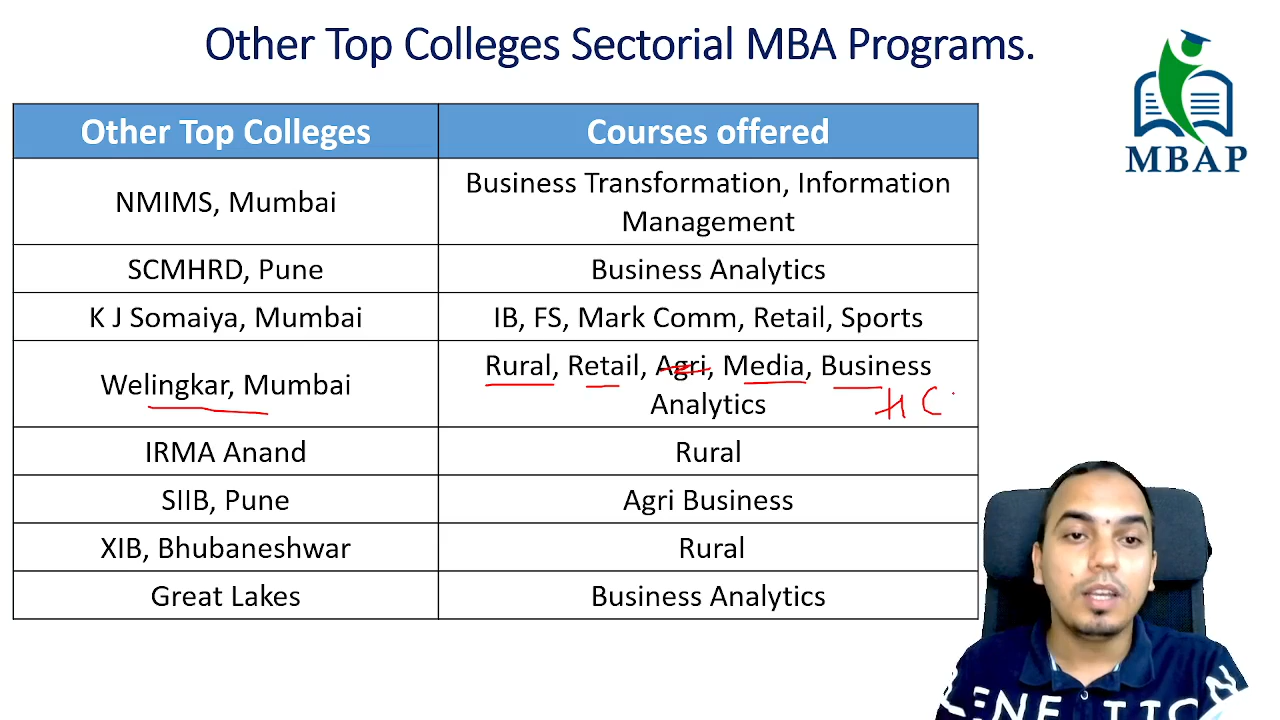 Other Top Colleges Sectorial MBA Programs.
MBAP
Other Top Colleges
Courses offered
NMIMS, Mumbai
Business Transformation, Information
Management
SCMHRD, Pune
Business Analytics
K J Somaiya, Mumbai
IB, FS, Mark Comm, Retail, Sports
Welingkar, Mumbai
Rural, Retail, Agri, Media, Business
Analytics
H C
IRMA Anand
Rural
SIIB, Pune
Agri Business
XIB, Bhubaneshwar
Rural
Great Lakes
Business Analytics